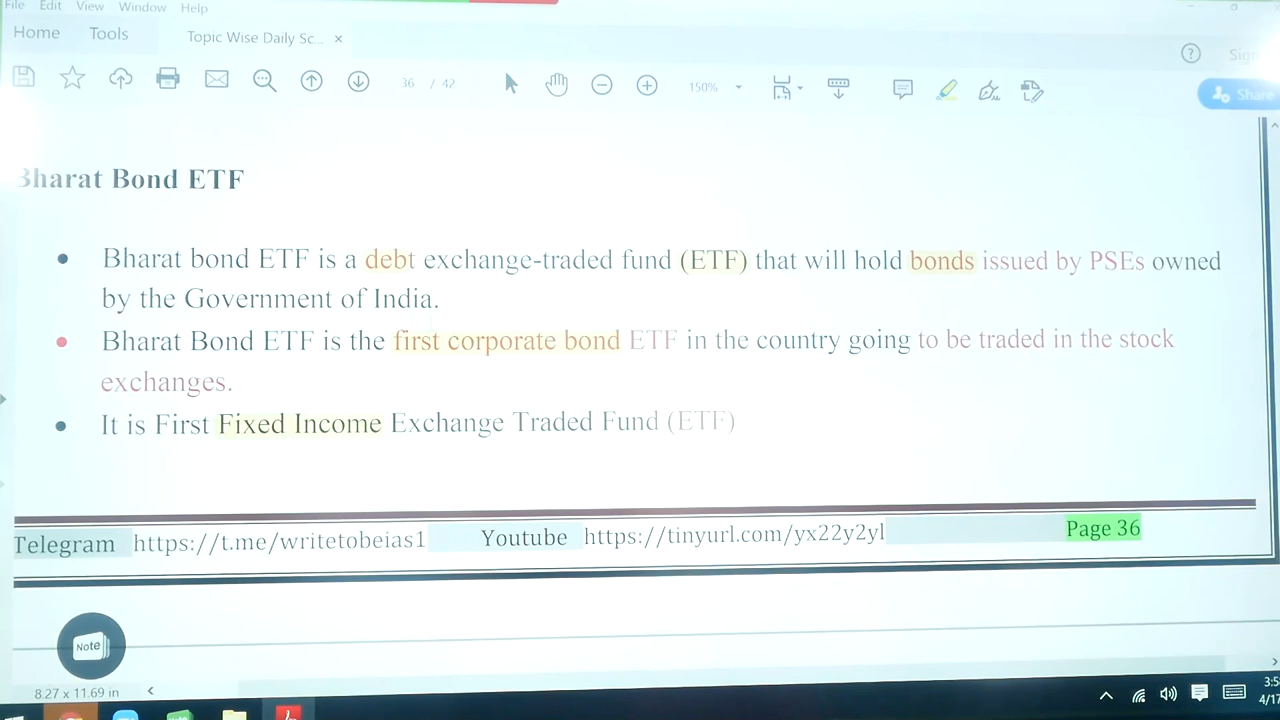 File Edit View Window Help
Home Tools Topic Wise Daily Sc... ×
36 / 42 150%
Share
Bharat Bond ETF
• Bharat bond ETF is a debt exchange-traded fund (ETF) that will hold bonds issued by PSEs owned
by the Government of India.
• Bharat Bond ETF is the first corporate bond ETF in the country going to be traded in the stock
exchanges.
• It is First Fixed Income Exchange Traded Fund (ETF)
Telegram https://t.me/writetobeias1 Youtube https://tinyurl.com/yx22y2yl Page 36
Note
8.27 x 11.69 in